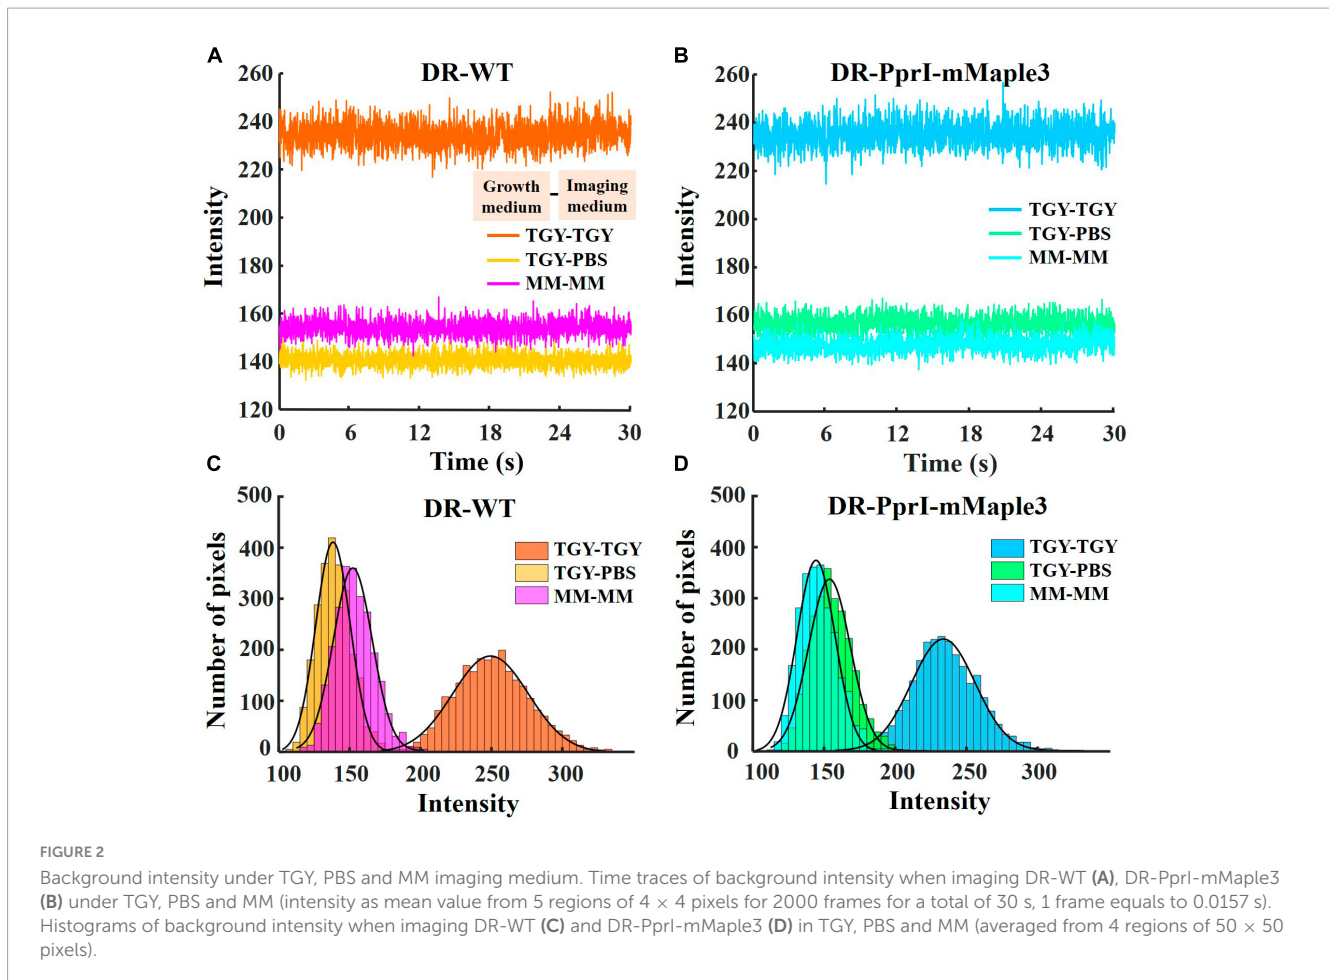 A
DR-WT
260
240
220
200
180
160
140
120
Intensity
Growth medium
–
Imaging medium
TGY-TGY
TGY-PBS
MM-MM
0 6 12 18 24 30
Time (s)
B
DR-PprI-mMaple3
260
240
220
200
180
160
140
120
Intensity
TGY-TGY
TGY-PBS
MM-MM
0 6 12 18 24 30
Time (s)
C
DR-WT
500
400
300
200
100
0
Number of pixels
TGY-TGY
TGY-PBS
MM-MM
100 150 200 250 300
Intensity
D
DR-PprI-mMaple3
500
400
300
200
100
0
Number of pixels
TGY-TGY
TGY-PBS
MM-MM
100 150 200 250 300
Intensity
FIGURE 2
Background intensity under TGY, PBS and MM imaging medium. Time traces of background intensity when imaging DR-WT (A), DR-PprI-mMaple3
(B) under TGY, PBS and MM (intensity as mean value from 5 regions of 4 × 4 pixels for 2000 frames for a total of 30 s, 1 frame equals to 0.0157 s).
Histograms of background intensity when imaging DR-WT (C) and DR-PprI-mMaple3 (D) in TGY, PBS and MM (averaged from 4 regions of 50 × 50
pixels).